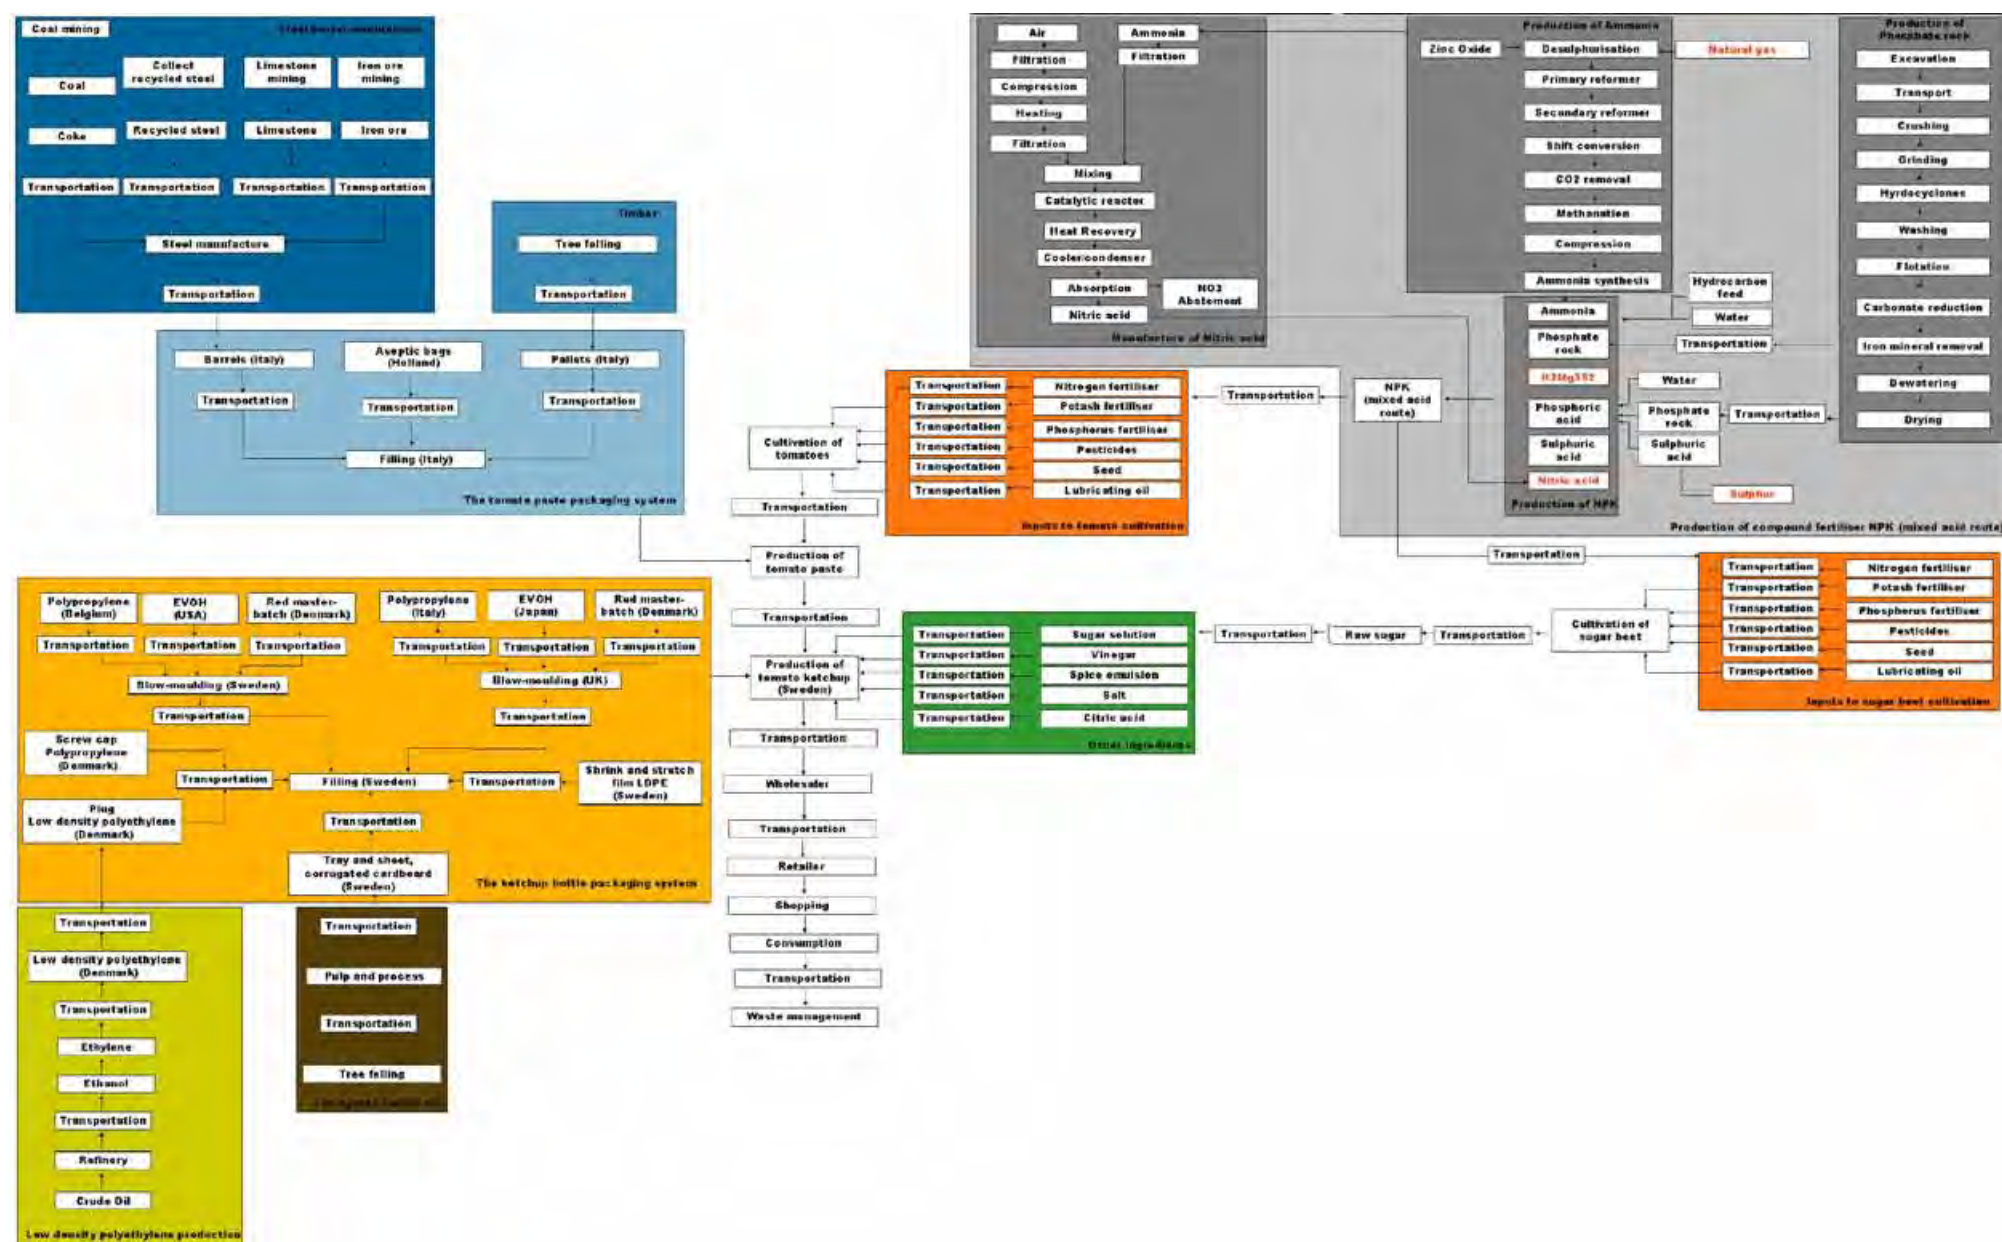 Coal mining
Steel barrel manufacture
Coal
Collect
recycled steel
Limestone
mining
Iron ore
mining
Coke
Recycled steel
Limestone
Iron ore
Transportation
Transportation
Transportation
Transportation
Steel manufacture
Transportation
Timber
Tree felling
Transportation
Barrels (Italy)
Aseptic bags
(Holland)
Pallets (Italy)
Transportation
Transportation
Transportation
Filling (Italy)
The tomato paste packaging system
Polypropylene
(Belgium)
EVOH
(USA)
Red master-
batch (Denmark)
Polypropylene
(Italy)
EVOH
(Japan)
Red master-
batch (Denmark)
Transportation
Transportation
Transportation
Transportation
Transportation
Transportation
Blow-moulding (Sweden)
Blow-moulding (UK)
Transportation
Transportation
Screw cap
Polypropylene
(Denmark)
Transportation
Filling (Sweden)
Transportation
Shrink and stretch
film LDPE
(Sweden)
Plug
Low density polyethylene
(Denmark)
Transportation
Tray and sheet,
corrugated cardboard
(Sweden)
The ketchup bottle packaging system
Transportation
Low density polyethylene
(Denmark)
Transportation
Ethylene
Ethanol
Transportation
Refinery
Crude Oil
Low density polyethylene production
Transportation
Pulp and process
Transportation
Tree felling
Cultivation of
tomatoes
Transportation
Production of
tomato paste
Transportation
Production of
tomato ketchup
(Sweden)
Transportation
Wholesaler
Transportation
Retailer
Shopping
Consumption
Transportation
Waste management
Transportation
Nitrogen fertiliser
Transportation
Potash fertiliser
Transportation
Phosphorus fertiliser
Transportation
Pesticides
Transportation
Seed
Transportation
Lubricating oil
Inputs to tomato cultivation
Transportation
Sugar solution
Transportation
Vinegar
Transportation
Spice emulsion
Transportation
Salt
Transportation
Citric acid
Other ingredients
Transportation
Raw sugar
Transportation
Cultivation of
sugar beet
Transportation
Nitrogen fertiliser
Transportation
Potash fertiliser
Transportation
Phosphorus fertiliser
Transportation
Pesticides
Transportation
Seed
Transportation
Lubricating oil
Inputs to sugar beet cultivation
Transportation
Transportation
NPK
(mixed acid
route)
Air
Filtration
Compression
Heating
Filtration
Ammonia
Filtration
Mixing
Catalytic reactor
Heat Recovery
Cooler/condenser
Absorption
Abatement
Nitric acid
Manufacture of Nitric acid
Production of Ammonia
Zinc Oxide
Desulphurisation
Natural gas
Primary reformer
Secondary reformer
Shift conversion
CO2 removal
Methanation
Compression
Ammonia synthesis
Hydrocarbon
feed
Water
Ammonia
Phosphate
rock
Transportation
Phosphoric
acid
Sulphuric
acid
Nitric acid
Production of NPK
Water
Phosphate
rock
Transportation
Sulphuric
acid
Sulphur
Production of
Phosphate rock
Excavation
Transport
Crushing
Grinding
Hyrdocyclones
Washing
Flotation
Carbonate reduction
Iron mineral removal
Dewatering
Drying
Production of compound fertiliser NPK (mixed acid route)